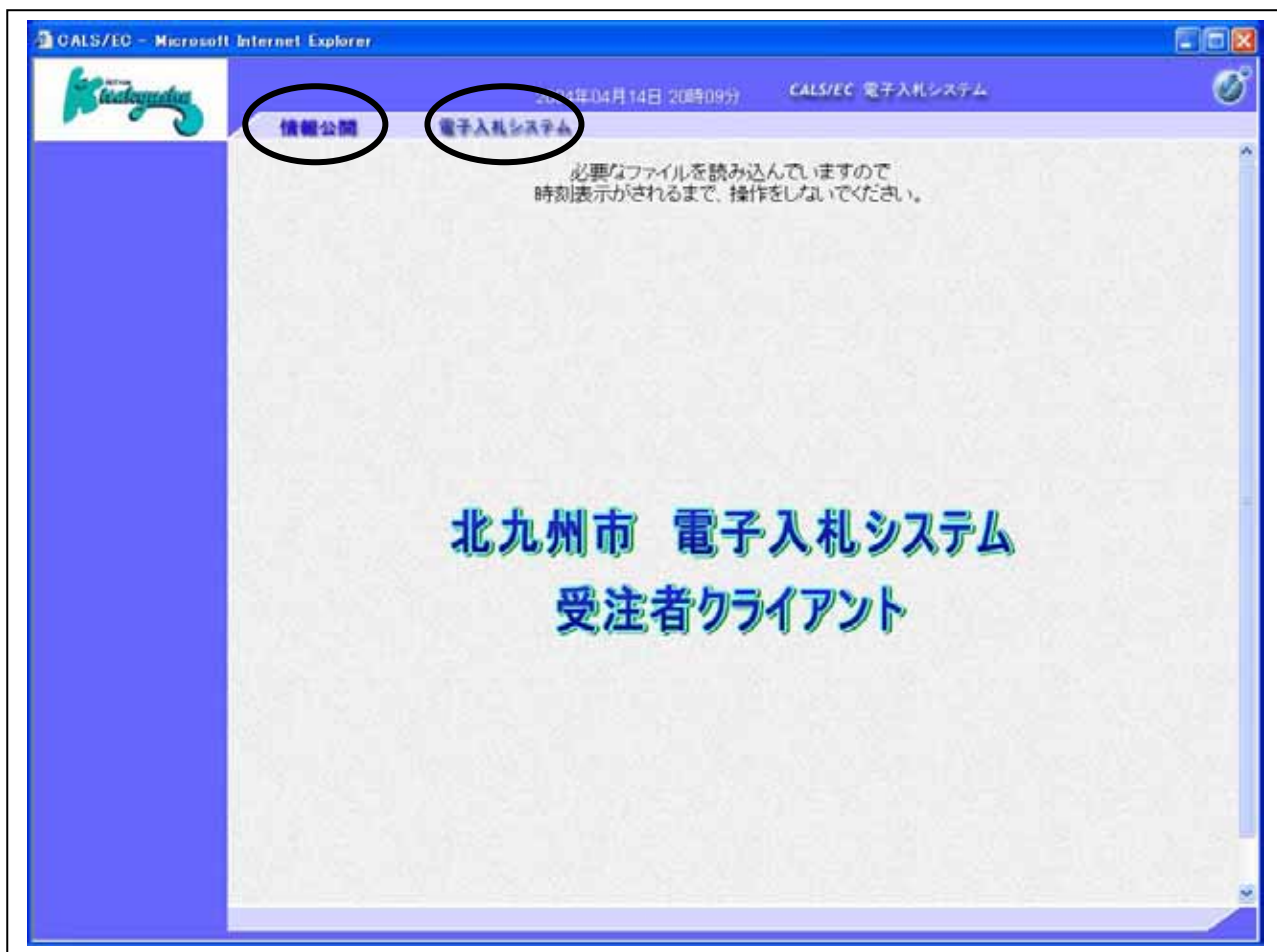 CALS/EC - Microsoft Internet Explorer
2004年04月14日 20時09分 CALS/EC 電子入札システム
情報公開 電子入札システム
必要なファイルを読み込んでいますので
時刻表示がされるまで、操作をしないでください。
北九州市 電子入札システム
受注者クライアント